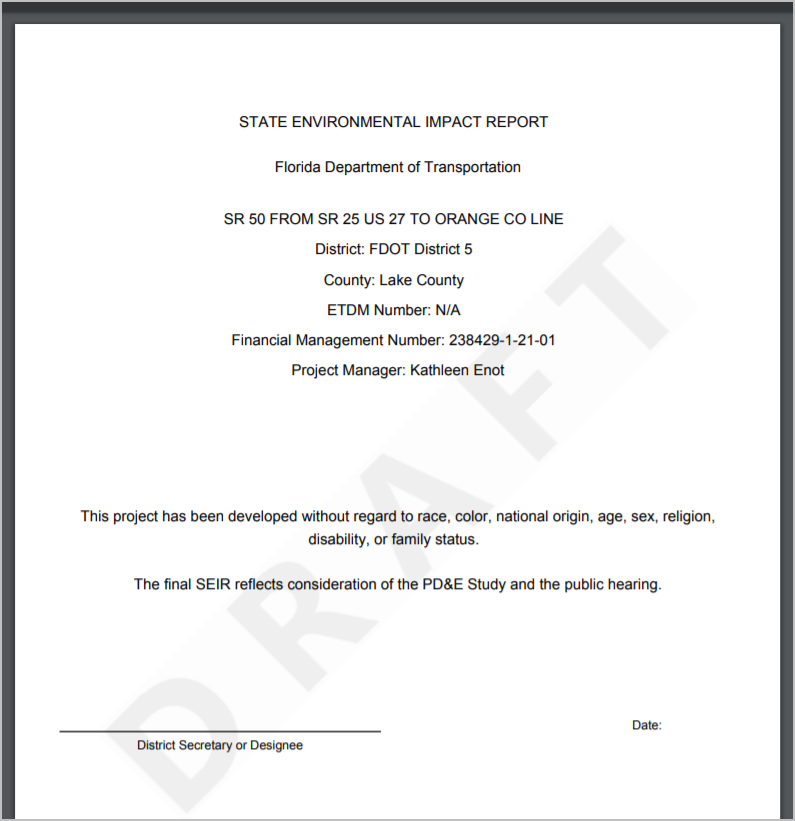 STATE ENVIRONMENTAL IMPACT REPORT
Florida Department of Transportation
SR 50 FROM SR 25 US 27 TO ORANGE CO LINE
District: FDOT District 5
County: Lake County
ETDM Number: N/A
Financial Management Number: 238429-1-21-01
Project Manager: Kathleen Enot
This project has been developed without regard to race, color, national origin, age, sex, religion,
disability, or family status.
The final SEIR reflects consideration of the PD&E Study and the public hearing.
Date:
District Secretary or Designee
DRAFT